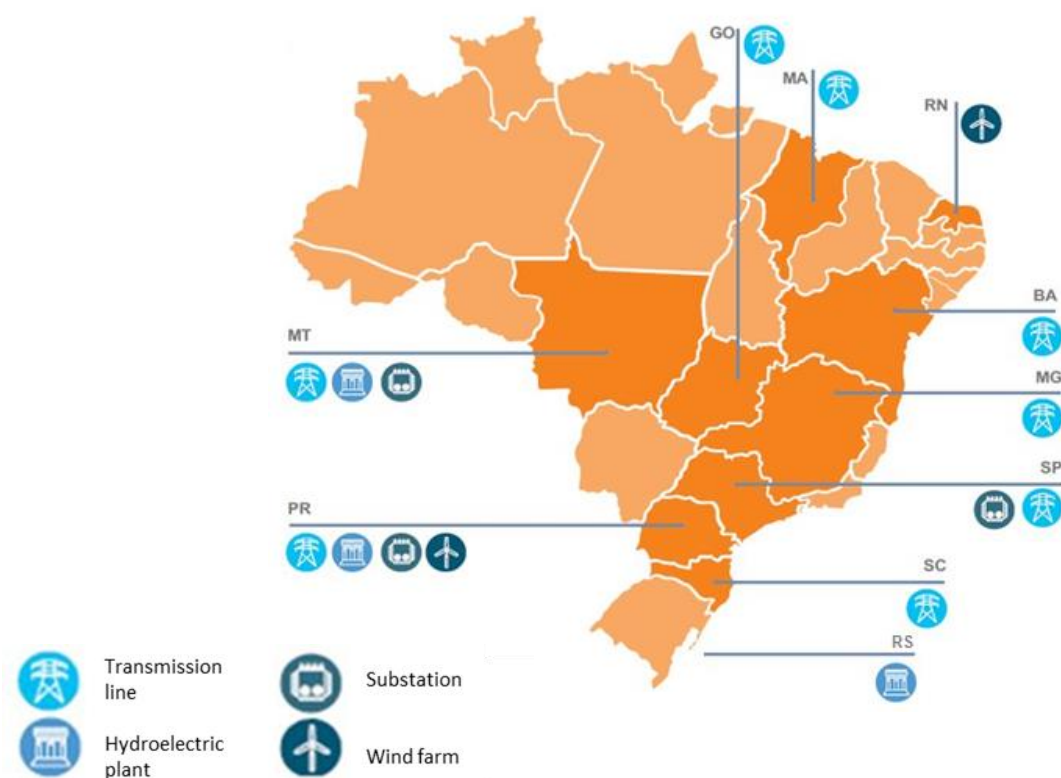 GO
MA
RN
BA
MT
MG
SP
PR
SC
RS
Transmission
line
Substation
Hydroelectric
plant
Wind farm